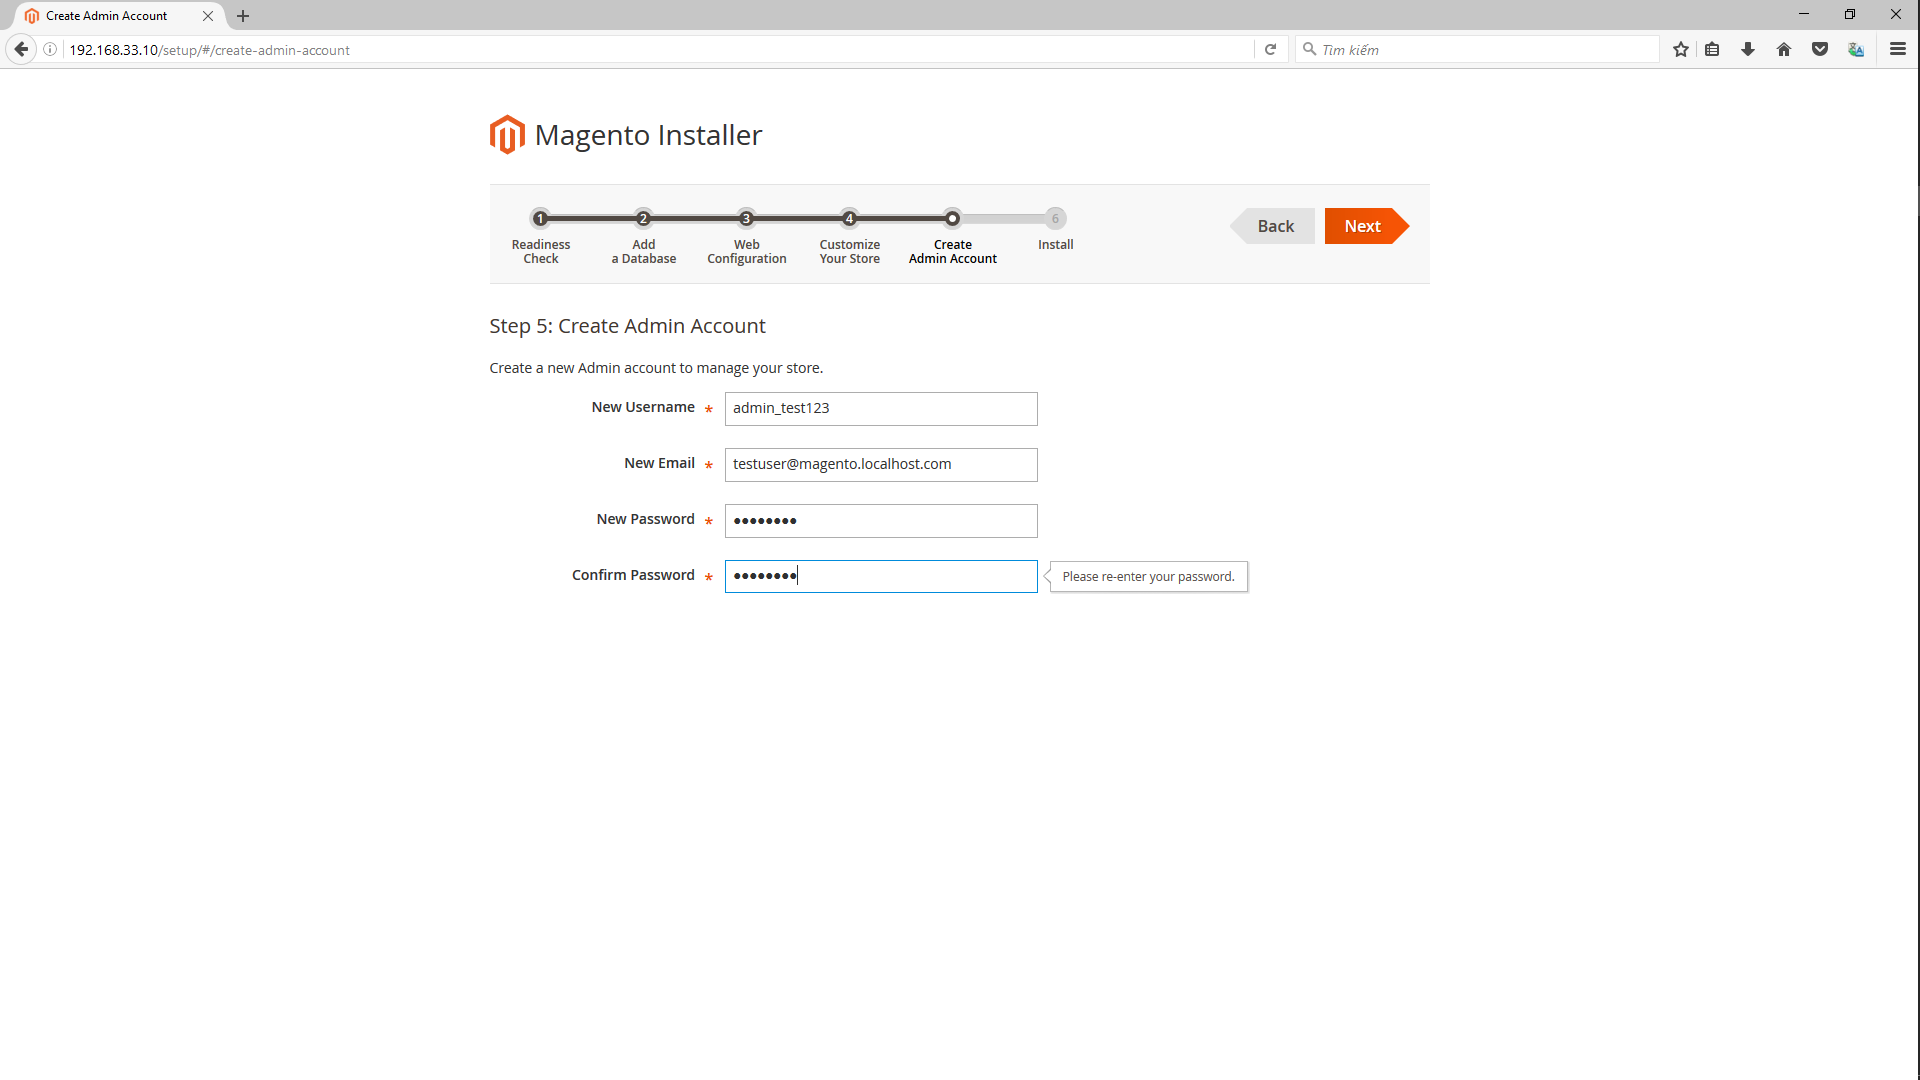 Create Admin Account
192.168.33.10/setup/#/create-admin-account
Tìm kiếm
Magento Installer
1
2
3
4
6
Readiness
Check
Add
a Database
Web
Configuration
Customize
Your Store
Create
Admin Account
Install
Back
Next
Step 5: Create Admin Account
Create a new Admin account to manage your store.
New Username *
admin_test123
New Email *
testuser@magento.localhost.com
New Password *
••••••••
Confirm Password *
••••••••
Please re-enter your password.